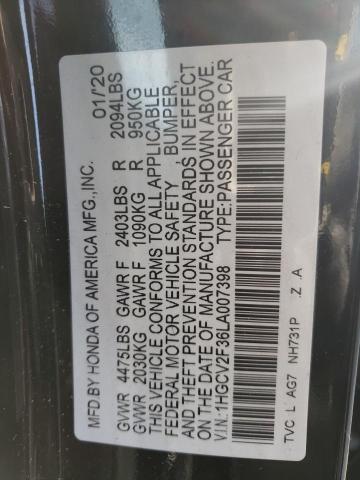 MFD.BY HONDA OF AMERICA MFG.,INC. 01/'20
GVWR 4475LBS GAWR F 2403LBS R 2094LBS
GVWR 2030KG GAWR F 1090KG R 950KG
THIS VEHICLE CONFORMS TO ALL APPLICABLE
FEDERAL MOTOR VEHICLE SAFETY , BUMPER,
AND THEFT PREVENTION STANDARDS IN EFFECT
ON THE DATE OF MANUFACTURE SHOWN ABOVE.
V.I.N.:1HGCV2F36LA007398 TYPE:PASSENGER CAR
TVC L AG7 NH731P .Z .A